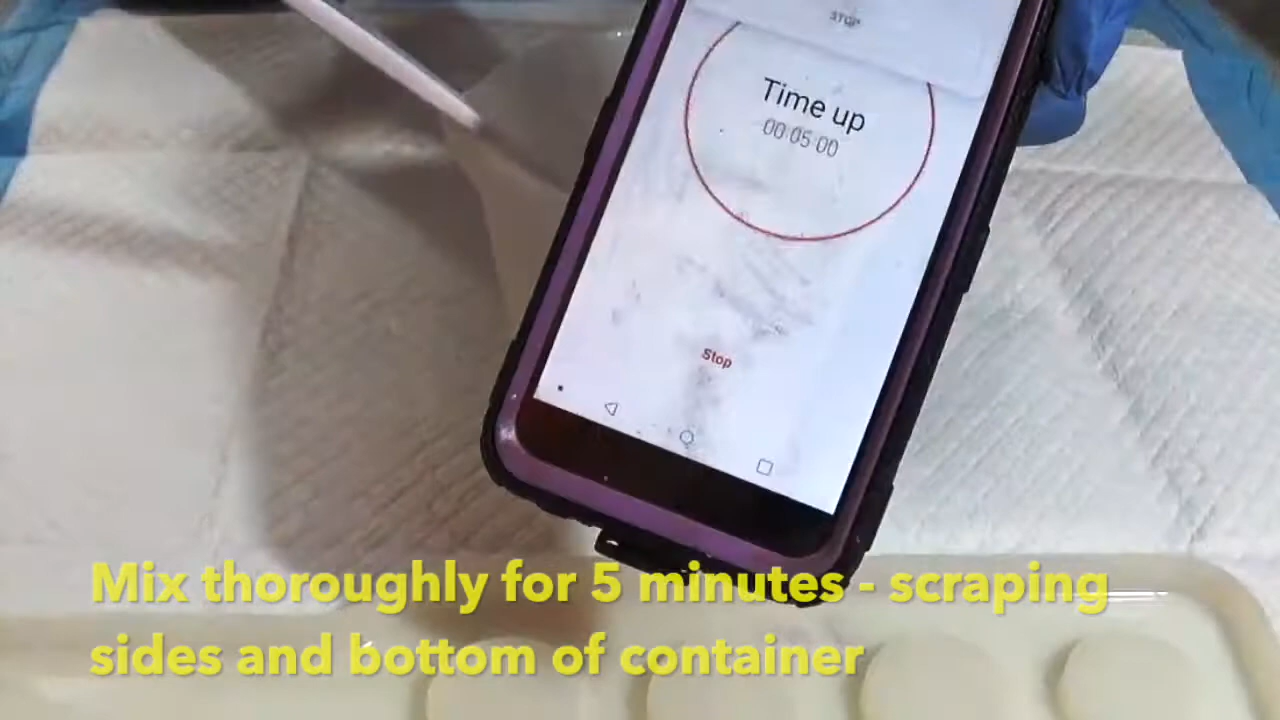 STOP
Time up
00:05:00
Stop
Mix thoroughly for 5 minutes - scraping
sides and bottom of container